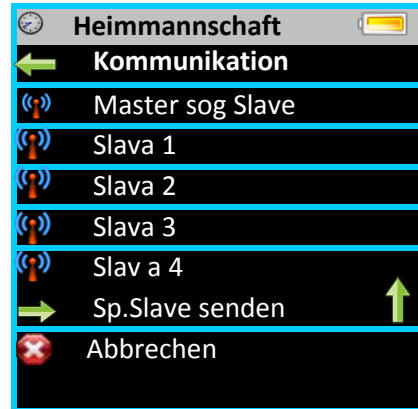 Heimmannschaft
Kommunikation
Master sog Slave
Slava 1
Slava 2
Slava 3
Slav a 4
Sp.Slave senden
Abbrechen